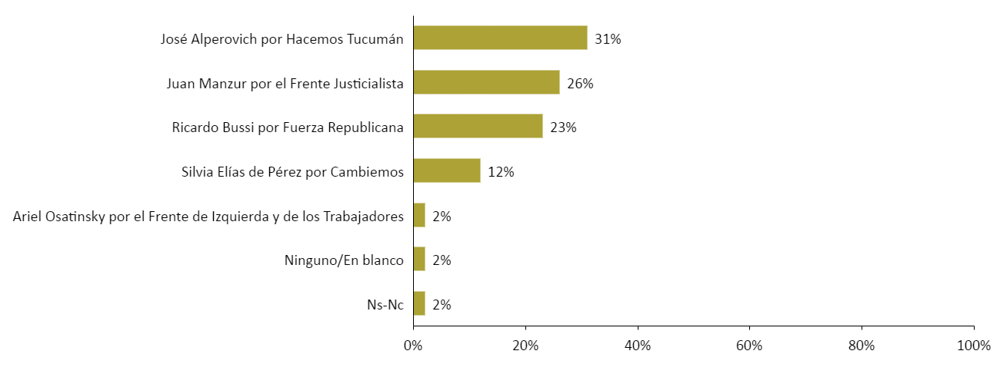 José Alperovich por Hacemos Tucumán 31%
Juan Manzur por el Frente Justicialista 26%
Ricardo Bussi por Fuerza Republicana 23%
Silvia Elías de Pérez por Cambiemos 12%
Ariel Osatinsky por el Frente de Izquierda y de los Trabajadores 2%
Ninguno/En blanco 2%
Ns-Nc 2%
0% 20% 40% 60% 80% 100%